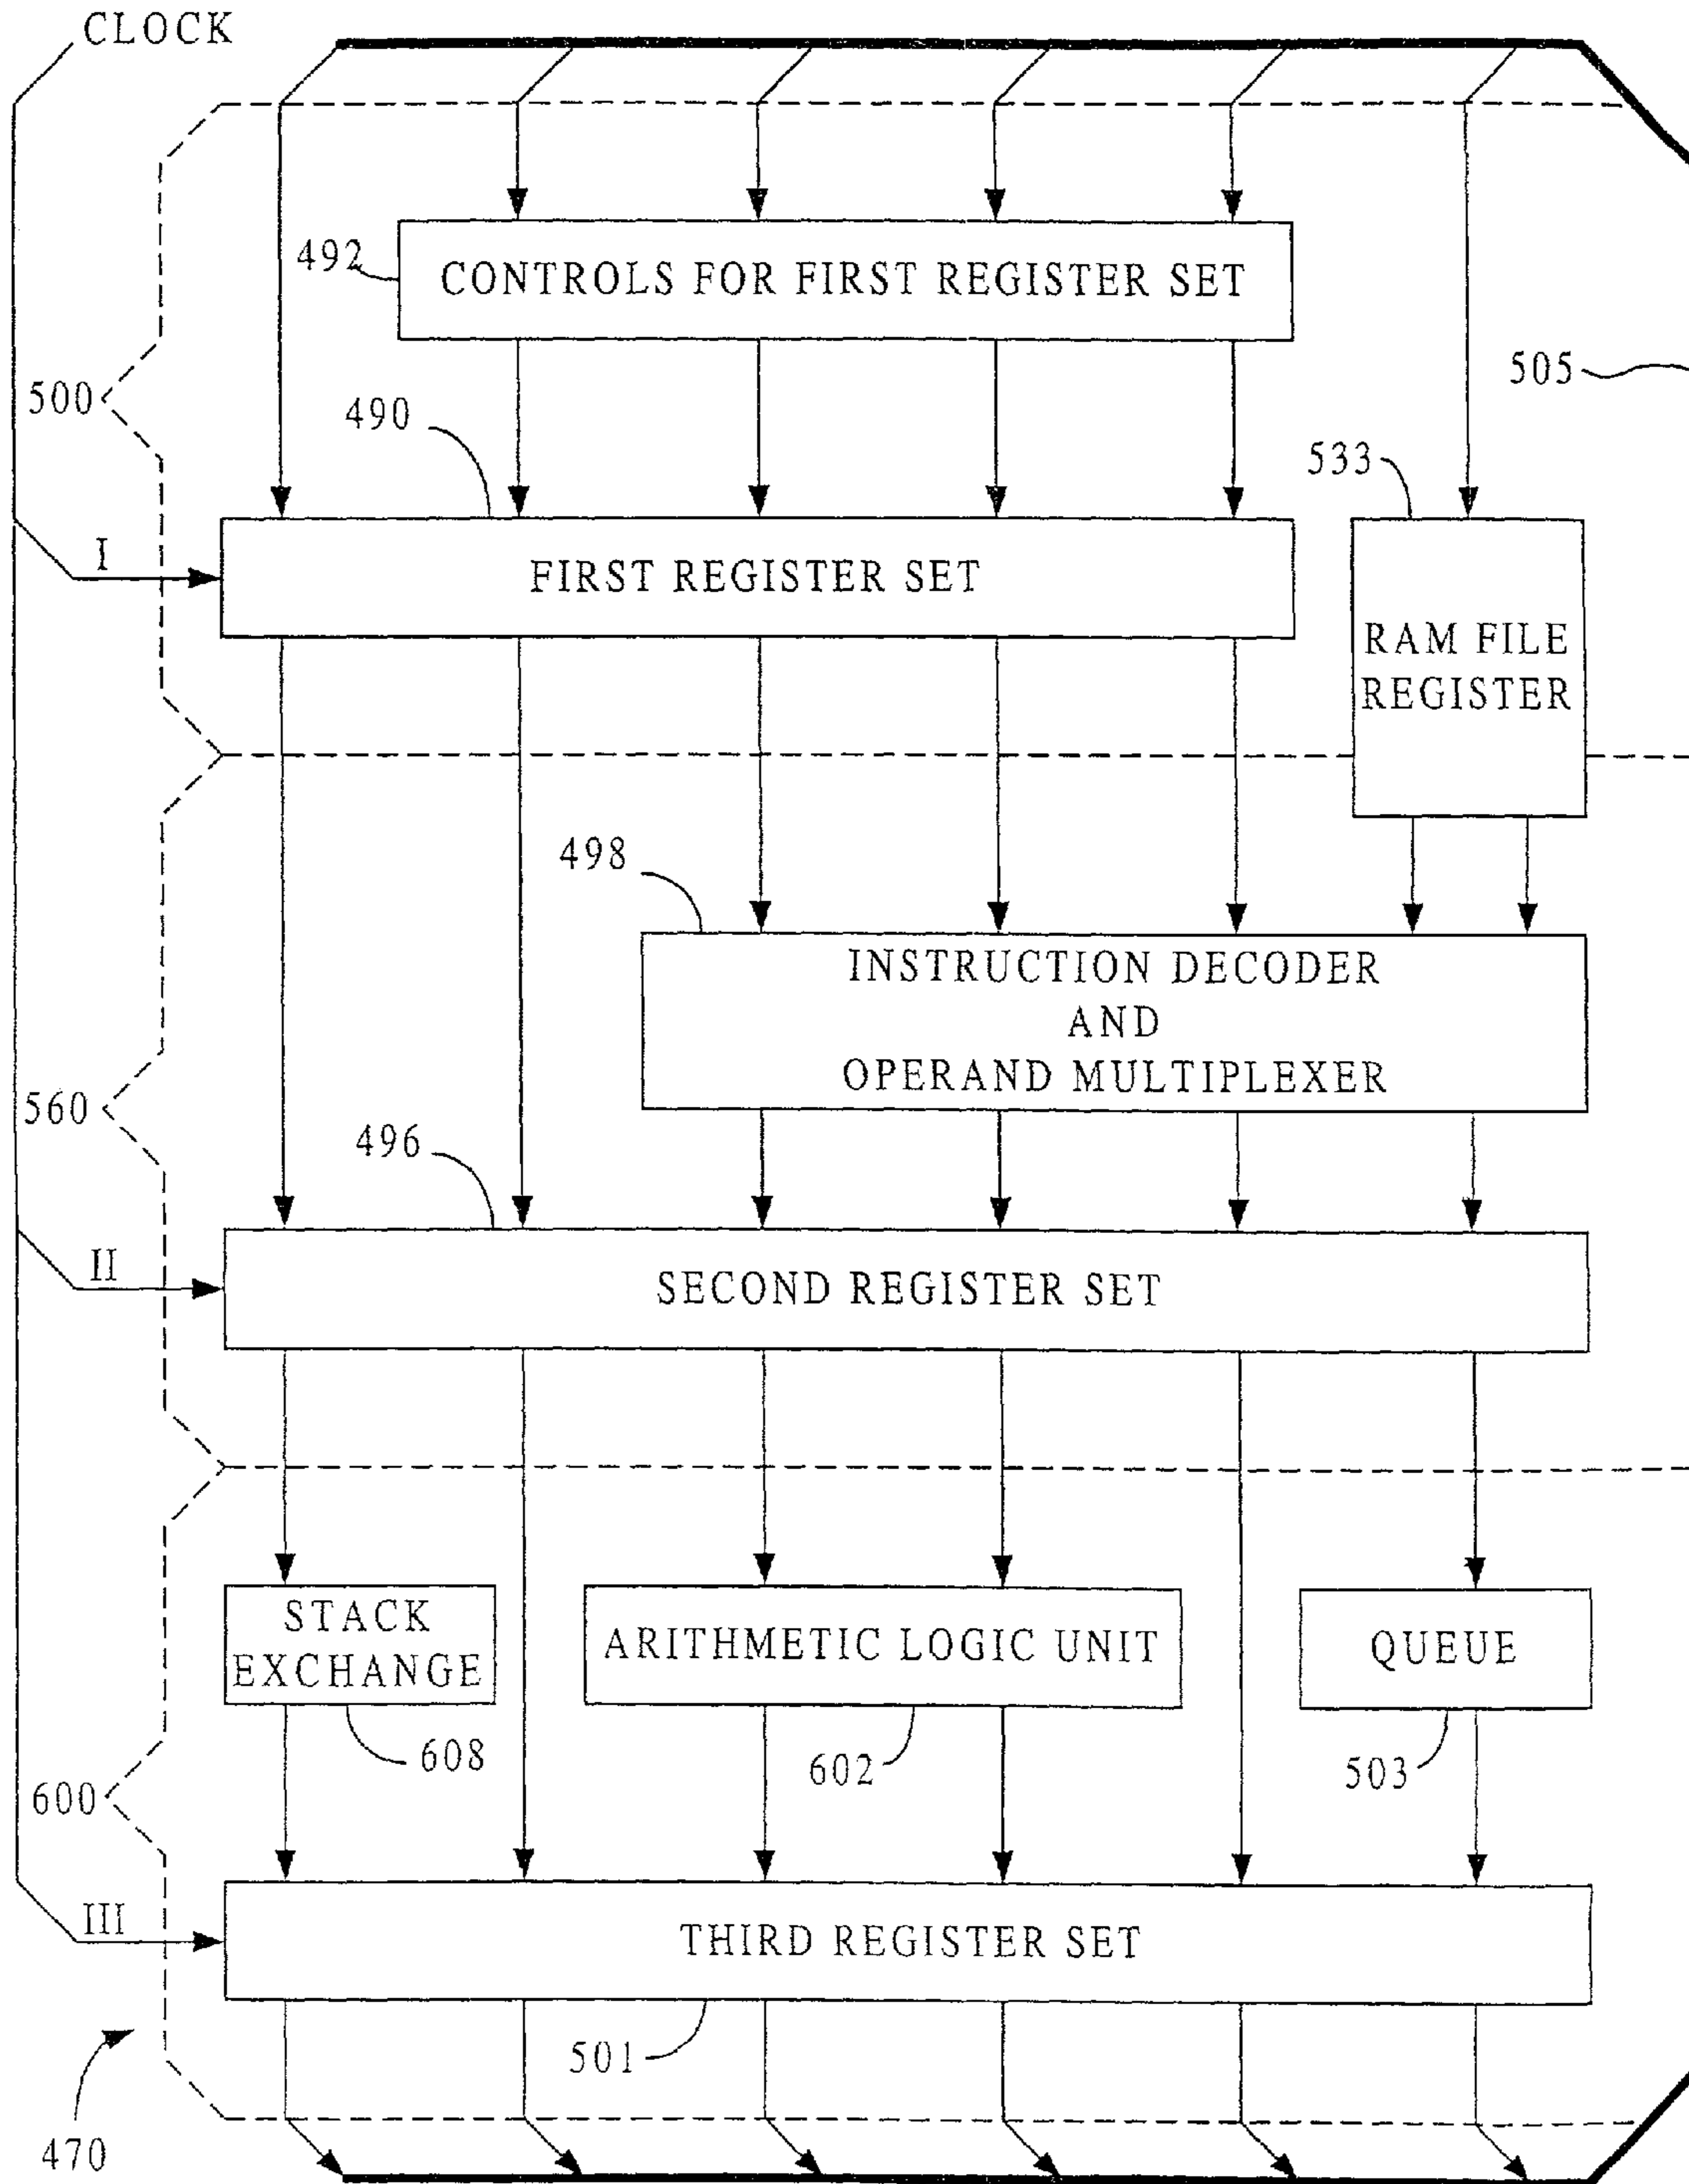 CLOCK
492
CONTROLS FOR FIRST REGISTER SET
505
500
490
533
I
FIRST REGISTER SET
RAM FILE
REGISTER
498
INSTRUCTION DECODER
AND
OPERAND MULTIPLEXER
560
496
II
SECOND REGISTER SET
STACK
EXCHANGE
ARITHMETIC LOGIC UNIT
QUEUE
608
602
503
600
III
THIRD REGISTER SET
501
470